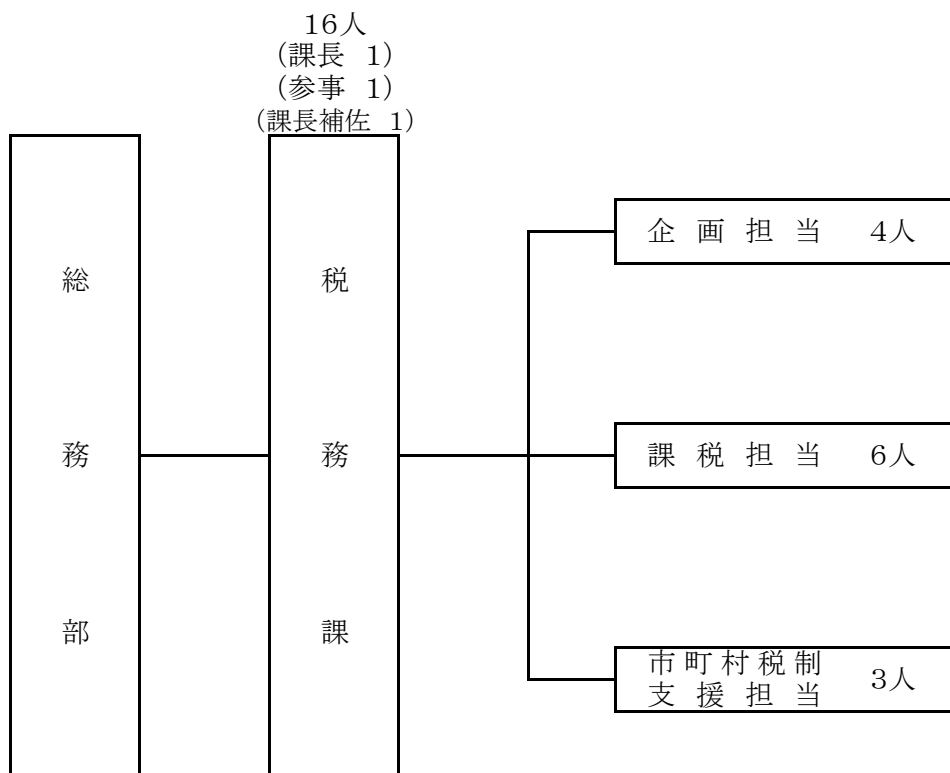 16人
(課長 1)
(参事 1)
(課長補佐 1)
総務部
税務課
企画担当 4人
課税担当 6人
市町村税制
支援担当 3人